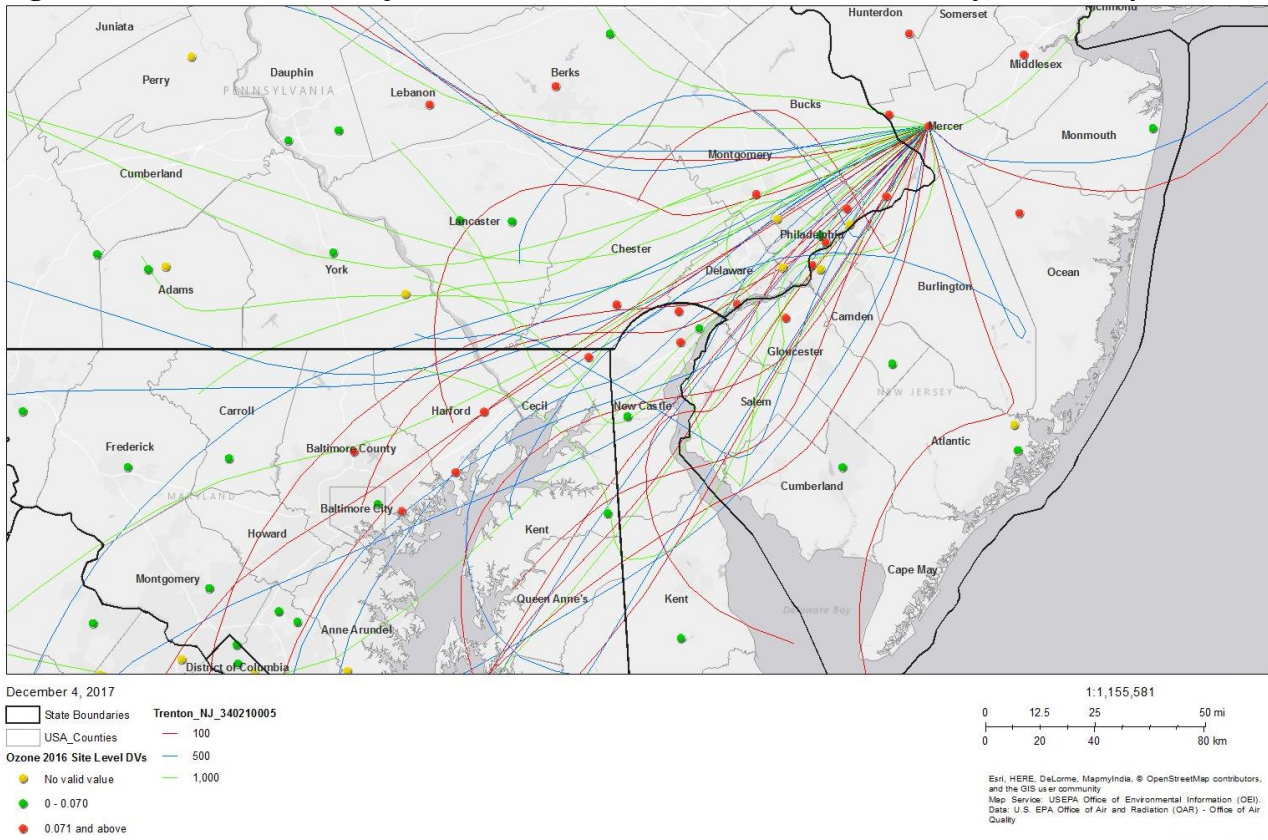 Juniata
Hunterdon
Somerset
Richmond
Middlesex
Perry
Dauphin
PENNSYLVANIA
Lebanon
Berks
Bucks
Mercer
Monmouth
Cumberland
Montgomery
Lancaster
Philadelphia
Chester
York
Adams
Delaware
Ocean
Burlington
Camden
Gloucester
NEW JERSEY
Carroll
Harford
Cecil
New Castle
Salem
Frederick
Baltimore County
Atlantic
MARYLAND
Cumberland
Baltimore City
Howard
Kent
Montgomery
Cape May
Queen Anne's
Kent
Delaware Bay
Anne Arundel
District of Columbia
December 4, 2017
State Boundaries
USA_Counties
Ozone 2016 Site Level DVs
No valid value
0 - 0.070
0.071 and above
Trenton_NJ_340210005
100
500
1,000
1:1,155,581
0 12.5 25 50 mi
0 20 40 80 km
Esri, HERE, DeLorme, MapmyIndia, © OpenStreetMap contributors,
and the GIS user community
Map Service: USEPA Office of Environmental Information (OEI).
Data: U.S. EPA Office of Air and Radiation (OAR) - Office of Air
Quality